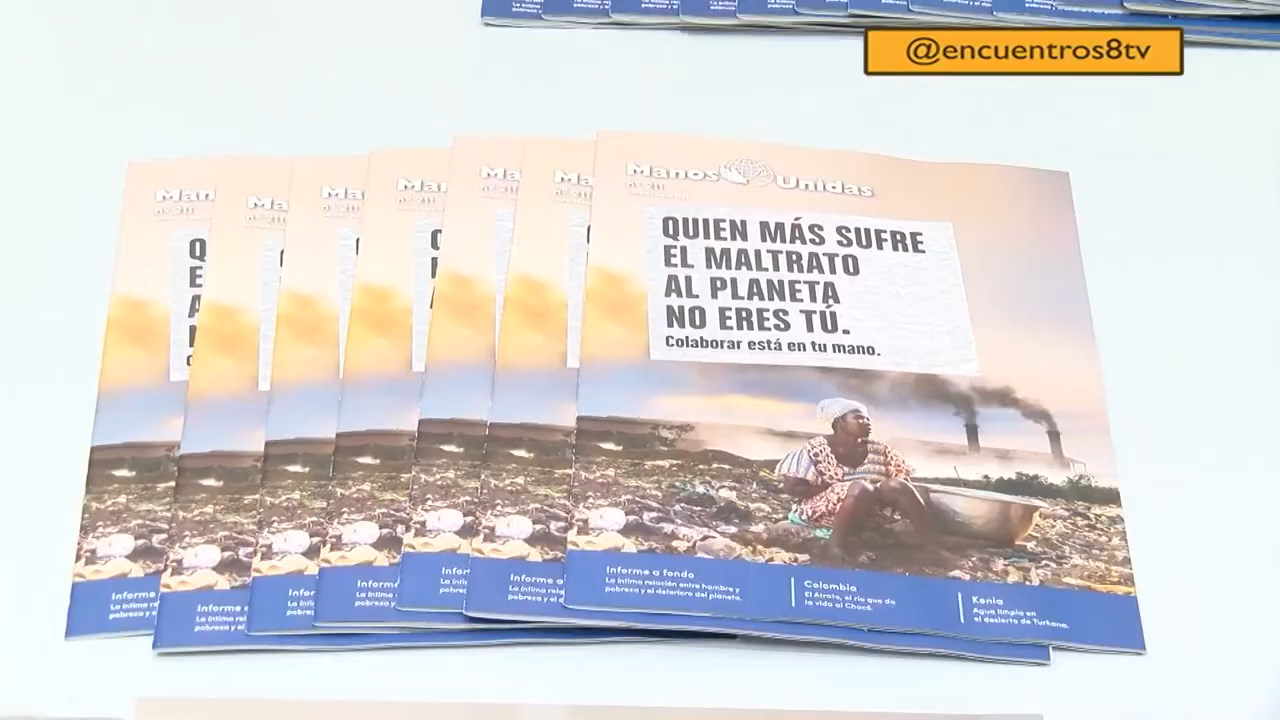 @encuentros8tv
Manos Unidas
nº 211
QUIEN MÁS SUFRE
EL MALTRATO
AL PLANETA
NO ERES TÚ.
Colaborar está en tu mano.
Informe a fondo
La íntima relación entre hambre y
pobreza y el deterioro del planeta.
Colombia
El Atrato, el río que da
la vida al Chocó.
Kenia
Agua limpia en
el desierto de Turkana.